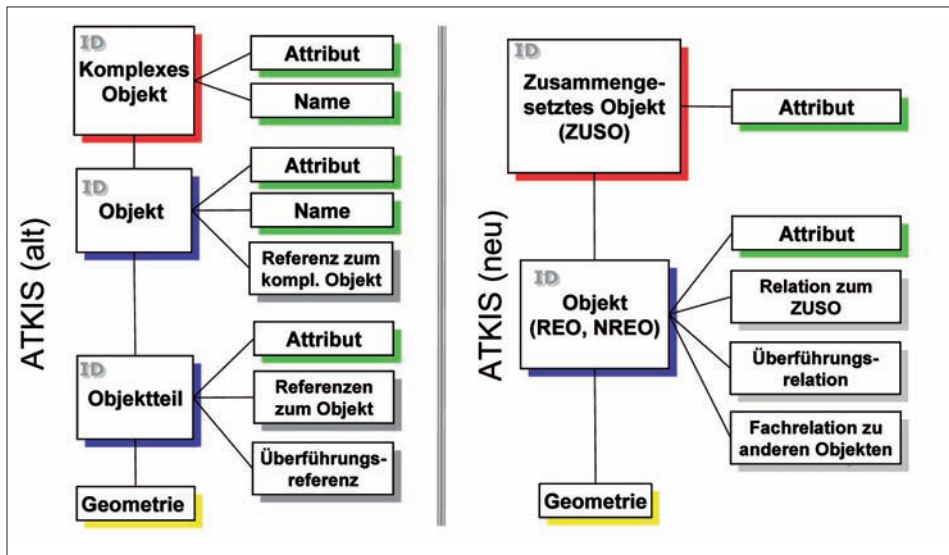 ATKIS (alt)
ID
Komplexes
Objekt
Attribut
Name
ID
Objekt
Attribut
Name
Referenz zum
kompl. Objekt
ID
Objektteil
Attribut
Referenzen
zum Objekt
Überführungs-
referenz
Geometrie
ATKIS (neu)
ID
Zusammenge-
setztes Objekt
(ZUSO)
Attribut
ID
Objekt
(REO, NREO)
Attribut
Relation zum
ZUSO
Überführungs-
relation
Fachrelation zu
anderen Objekten
Geometrie